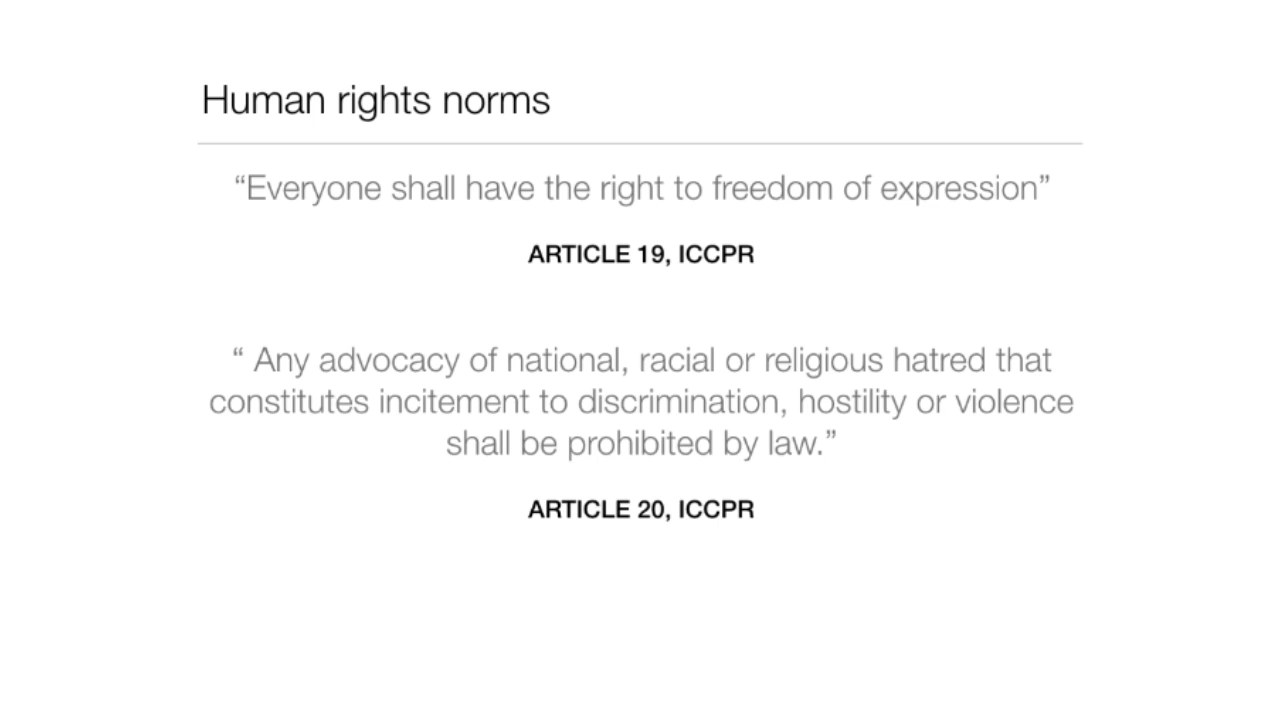 Human rights norms
“Everyone shall have the right to freedom of expression”
ARTICLE 19, ICCPR
“ Any advocacy of national, racial or religious hatred that
constitutes incitement to discrimination, hostility or violence
shall be prohibited by law.”
ARTICLE 20, ICCPR